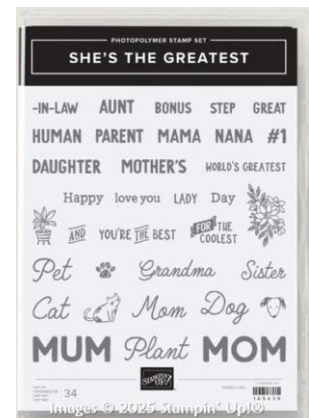 PHOTOPOLYMER STAMP SET
SHE'S THE GREATEST
-IN-LAW AUNT BONUS STEP GREAT
HUMAN PARENT MAMA NANA #1
DAUGHTER MOTHER'S WORLD'S GREATEST
Happy love you LADY Day
AND YOU'RE THE BEST FOR THE COOLEST
Pet Grandma Sister
Cat Mom Dog
MUM Plant MOM
34
STAMPIN' UP!
Images © 2025 Stampin' Up!®